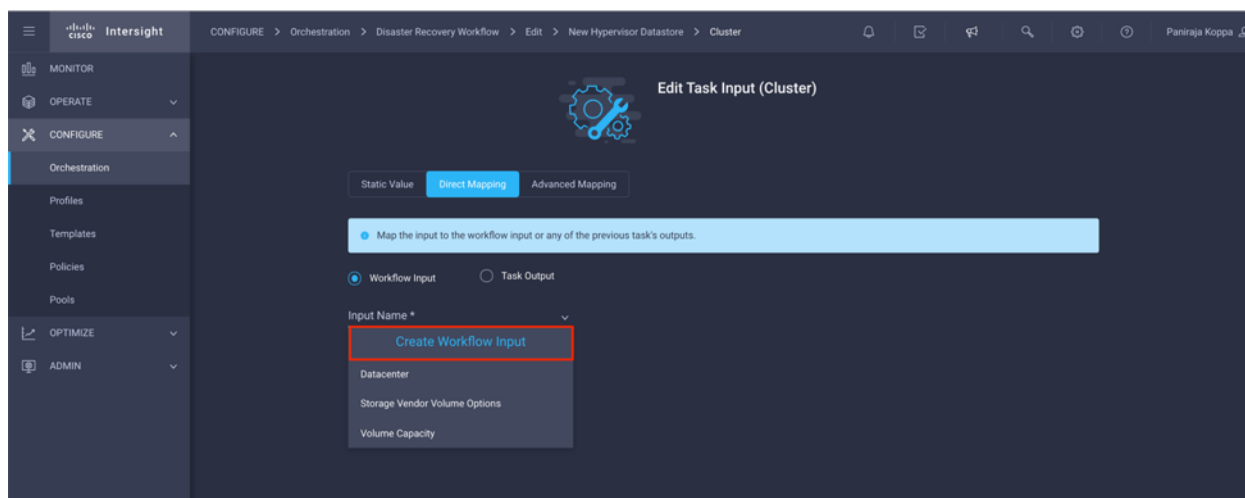 CISCO Intersight
CONFIGURE > Orchestration > Disaster Recovery Workflow > Edit > New Hypervisor Datastore > Cluster
Paniraja Koppa
MONITOR
OPERATE
CONFIGURE
Orchestration
Profiles
Templates
Policies
Pools
OPTIMIZE
ADMIN
Edit Task Input (Cluster)
Static Value Direct Mapping Advanced Mapping
Map the input to the workflow input or any of the previous task's outputs.
Workflow Input Task Output
Input Name *
Create Workflow Input
Datacenter
Storage Vendor Volume Options
Volume Capacity